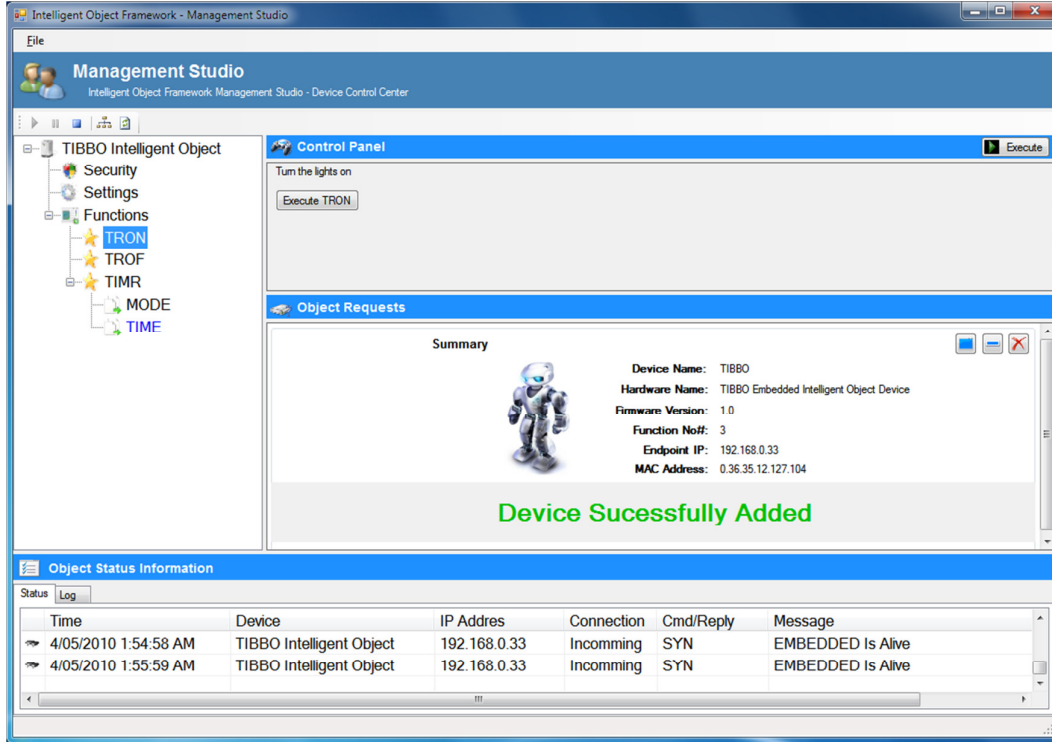 Intelligent Object Framework - Management Studio
File
Management Studio
Intelligent Object Framework Management Studio - Device Control Center
TIBBO Intelligent Object
Security
Settings
Functions
TRON
TROF
TIMR
MODE
TIME
Control Panel
Execute
Turn the lights on
Execute TRON
Object Requests
Summary
Device Name: TIBBO
Hardware Name: TIBBO Embedded Intelligent Object Device
Firmware Version: 1.0
Function No#: 3
Endpoint IP: 192.168.0.33
MAC Address: 0.36.35.12.127.104
Device Sucessfully Added
Object Status Information
Status Log
Time Device IP Addres Connection Cmd/Reply Message
4/05/2010 1:54:58 AM TIBBO Intelligent Object 192.168.0.33 Incomming SYN EMBEDDED Is Alive
4/05/2010 1:55:59 AM TIBBO Intelligent Object 192.168.0.33 Incomming SYN EMBEDDED Is Alive